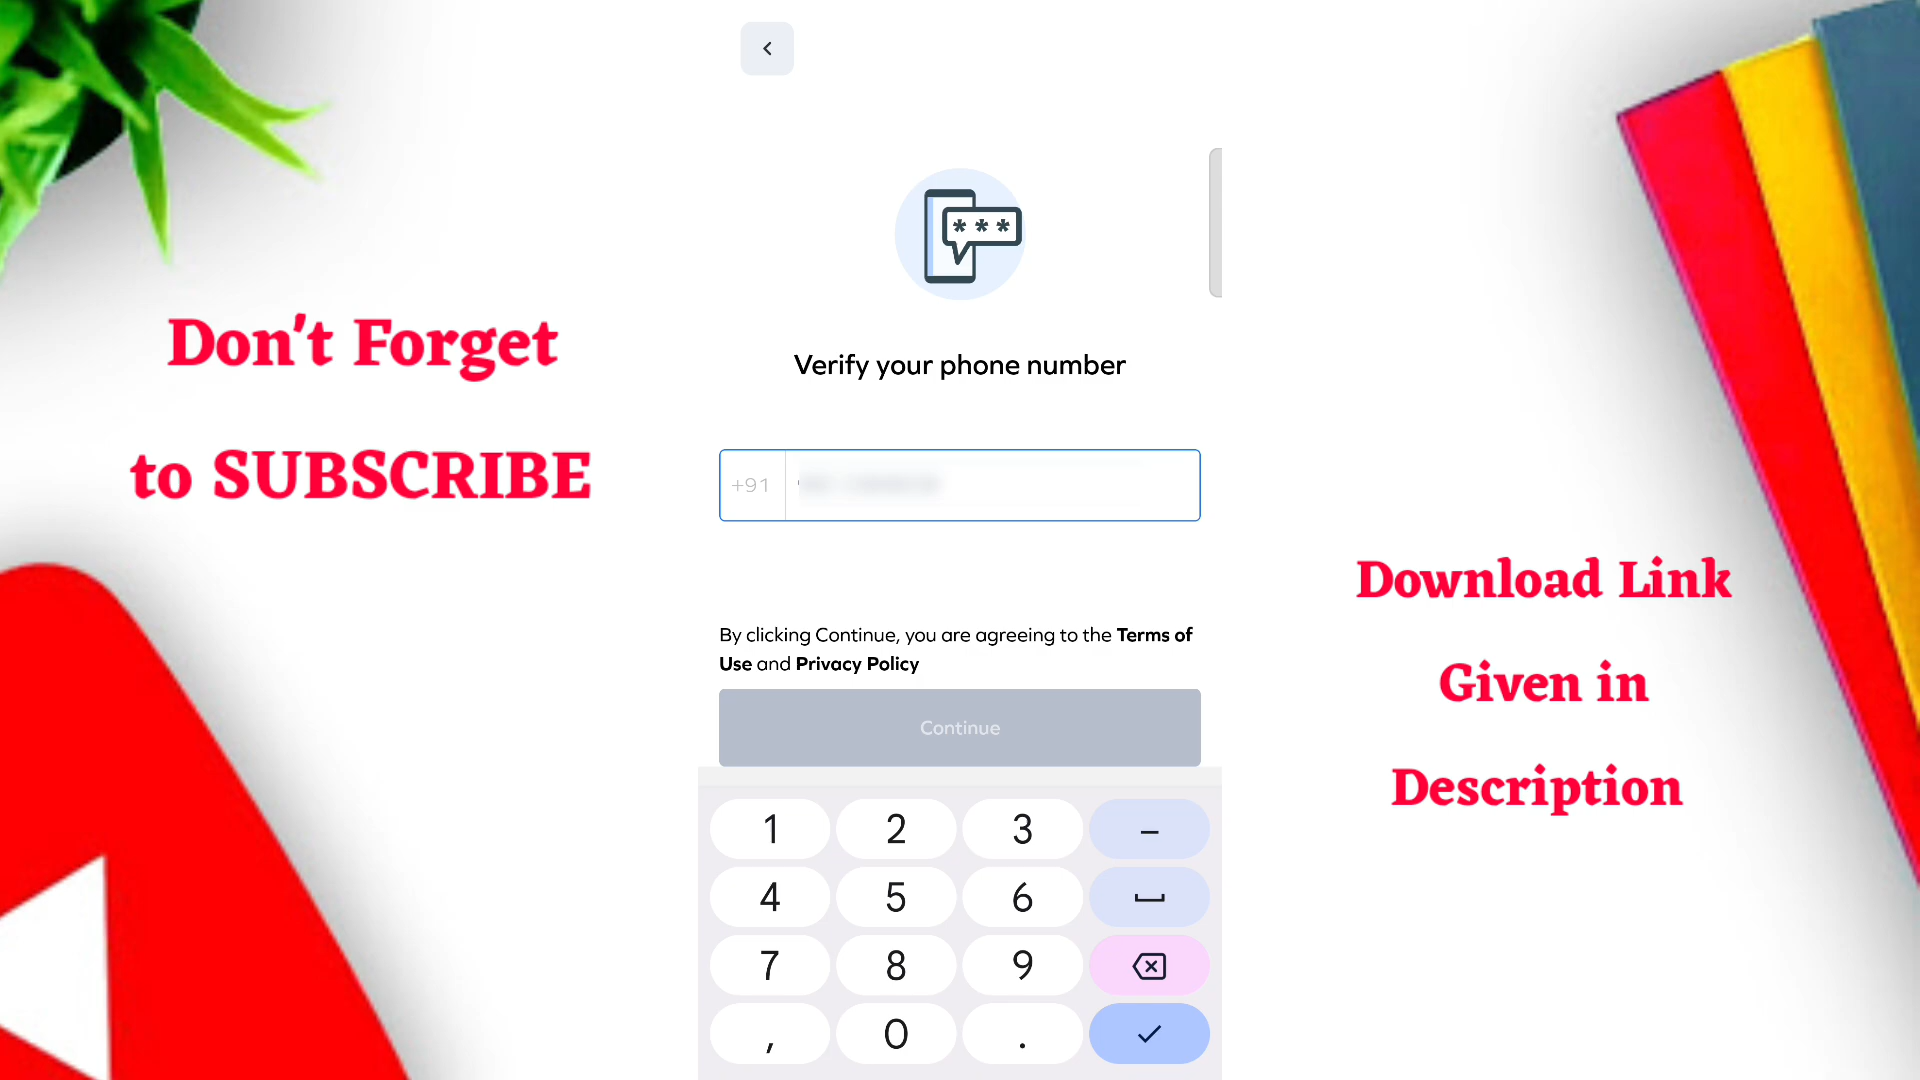 Don't Forget
to SUBSCRIBE
***
Verify your phone number
+91
By clicking Continue, you are agreeing to the Terms of
Use and Privacy Policy
Continue
1 2 3 –
4 5 6
7 8 9
, 0 .
Download Link
Given in
Description